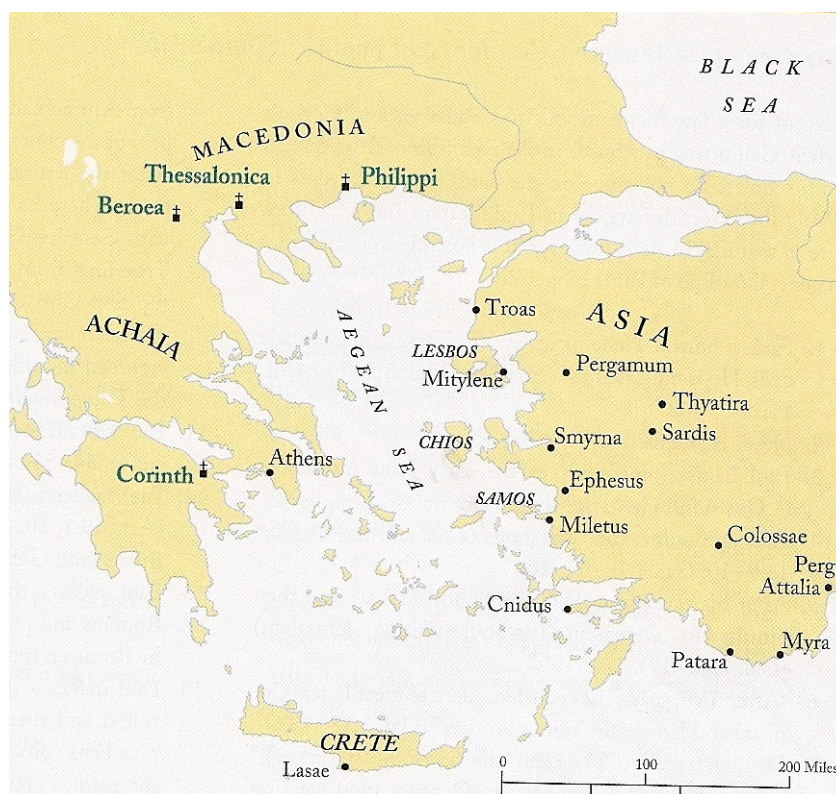 BLACK
SEA
MACEDONIA
Thessalonica
Philippi
Beroea
Troas
ASIA
ACHAIA
AEGEAN SEA
LESBOS
Mitylene
Pergamum
Thyatira
CHIOS
Smyrna
Sardis
Corinth
Athens
Ephesus
SAMOS
Miletus
Colossae
Perg
Attalia
Cnidus
Patara
Myra
CRETE
Lasae
0 100 200 Miles